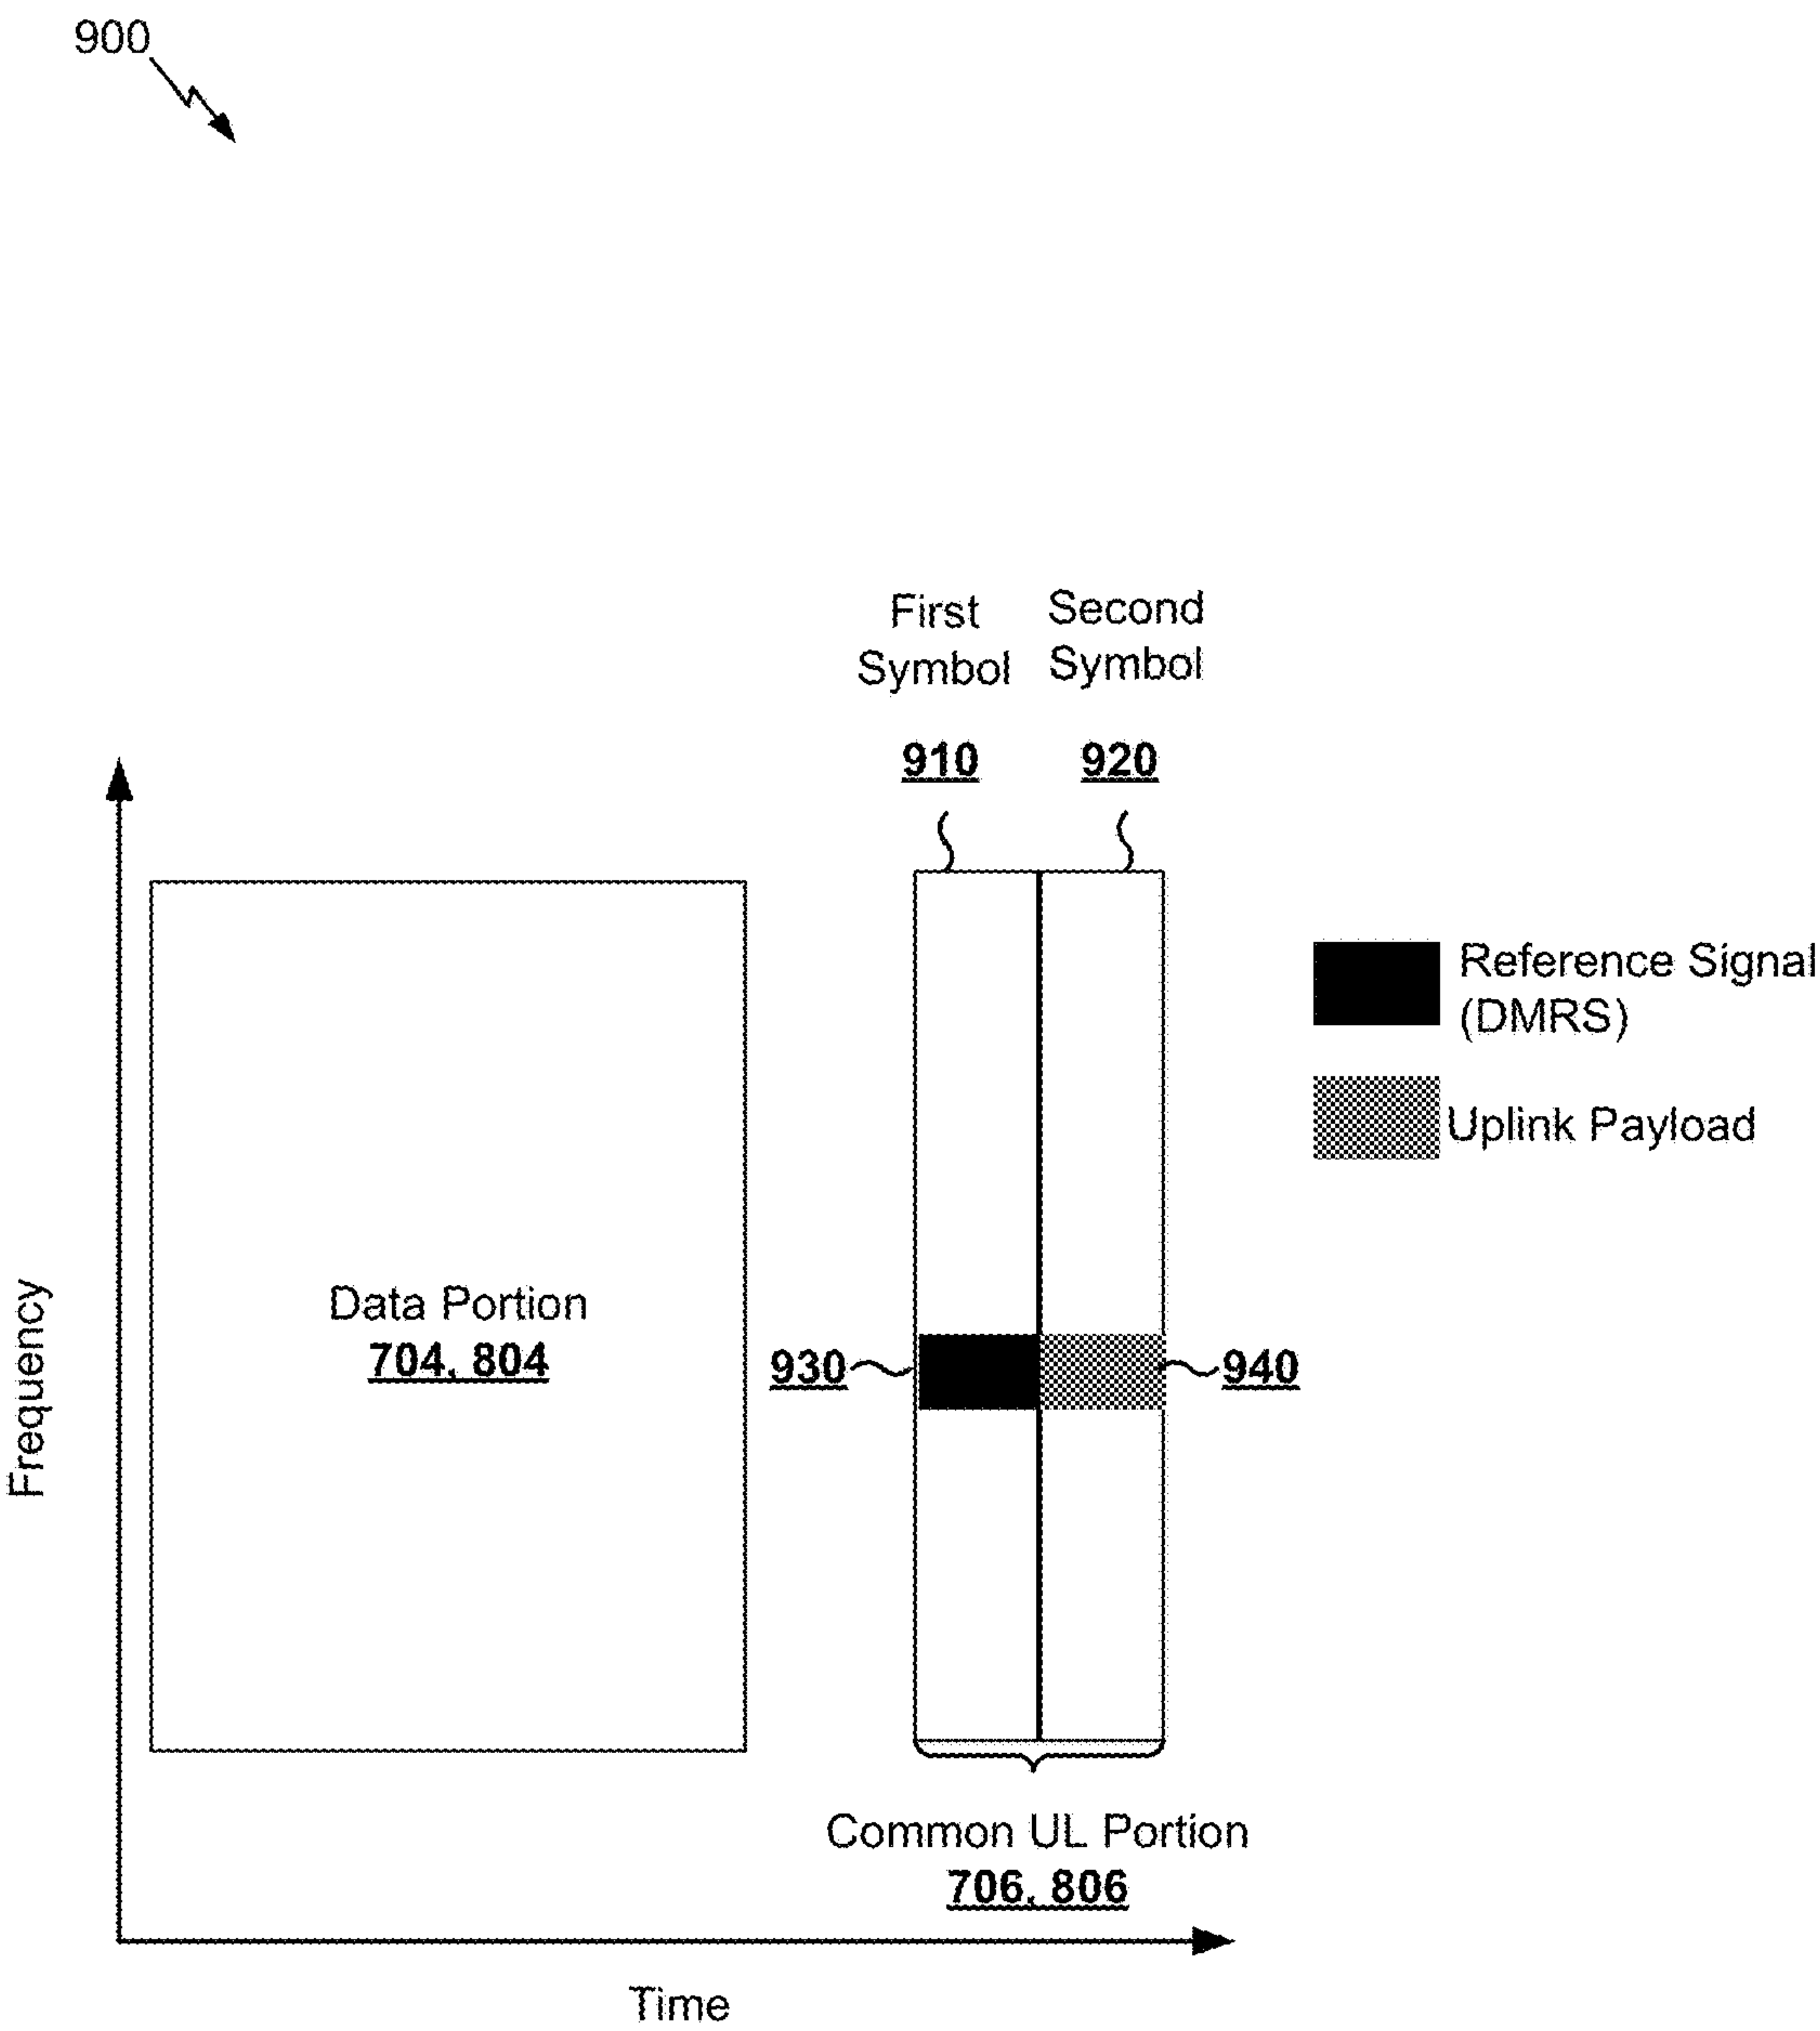 900
First
Symbol
910
Second
Symbol
920
Reference Signal
(DMRS)
Uplink Payload
Frequency
Data Portion
704, 804
930
940
Common UL Portion
706, 806
Time